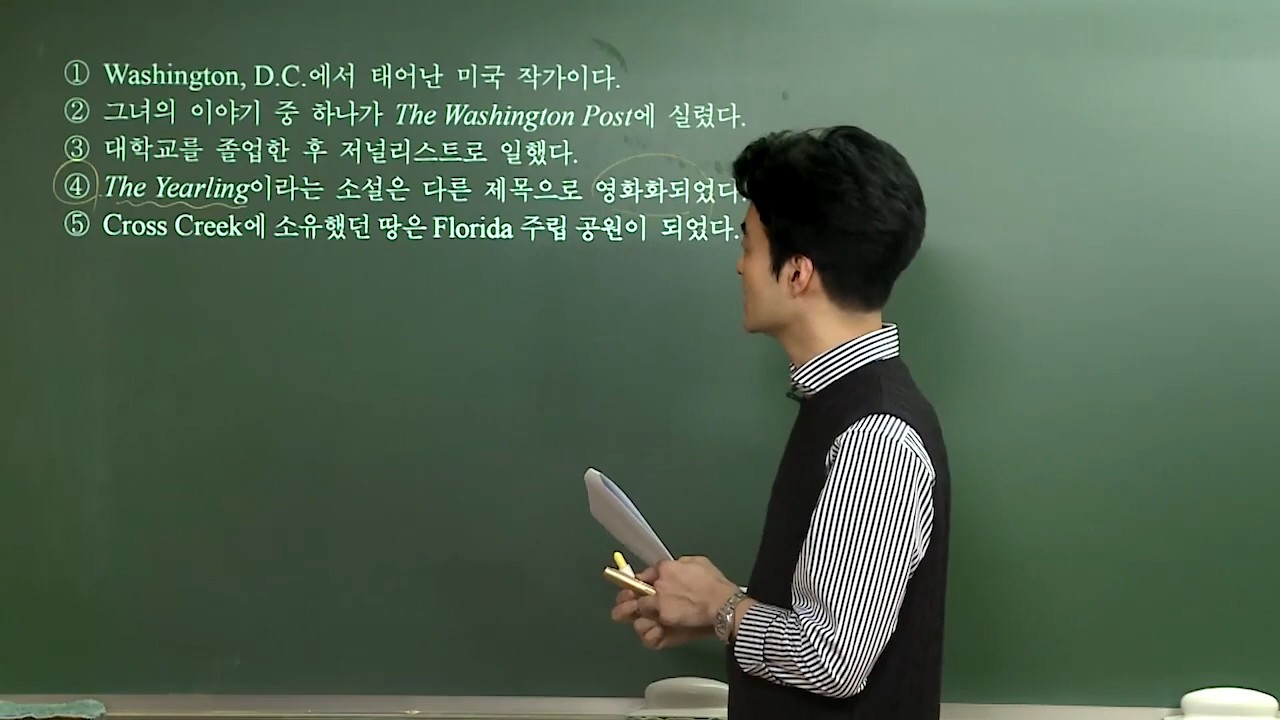 ① Washington, D.C.에서 태어난 미국 작가이다.
② 그녀의 이야기 중 하나가 The Washington Post에 실렸다.
③ 대학교를 졸업한 후 저널리스트로 일했다.
④ The Yearling이라는 소설은 다른 제목으로 영화화되었다.
⑤ Cross Creek에 소유했던 땅은 Florida 주립 공원이 되었다.